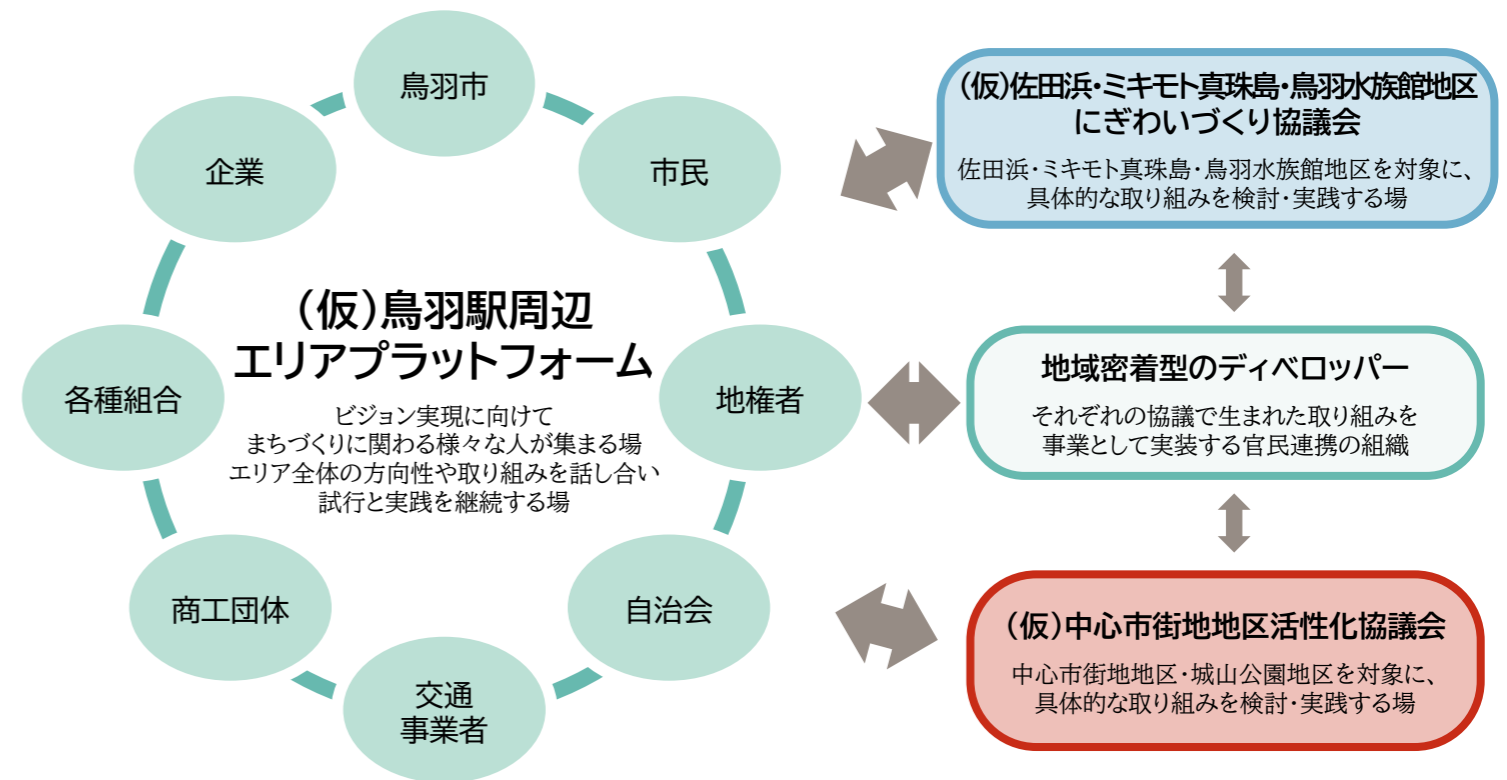 鳥羽市
企業
市民
各種組合
地権者
商工団体
自治会
交通
事業者
(仮)鳥羽駅周辺
エリアプラットフォーム
ビジョン実現に向けて
まちづくりに関わる様々な人が集まる場
エリア全体の方向性や取り組みを話し合い
試行と実践を継続する場
(仮)佐田浜・ミキモト真珠島・鳥羽水族館地区
にぎわいづくり協議会
佐田浜・ミキモト真珠島・鳥羽水族館地区を対象に、
具体的な取り組みを検討・実践する場
地域密着型のディベロッパー
それぞれの協議で生まれた取り組みを
事業として実装する官民連携の組織
(仮)中心市街地地区活性化協議会
中心市街地地区・城山公園地区を対象に、
具体的な取り組みを検討・実践する場